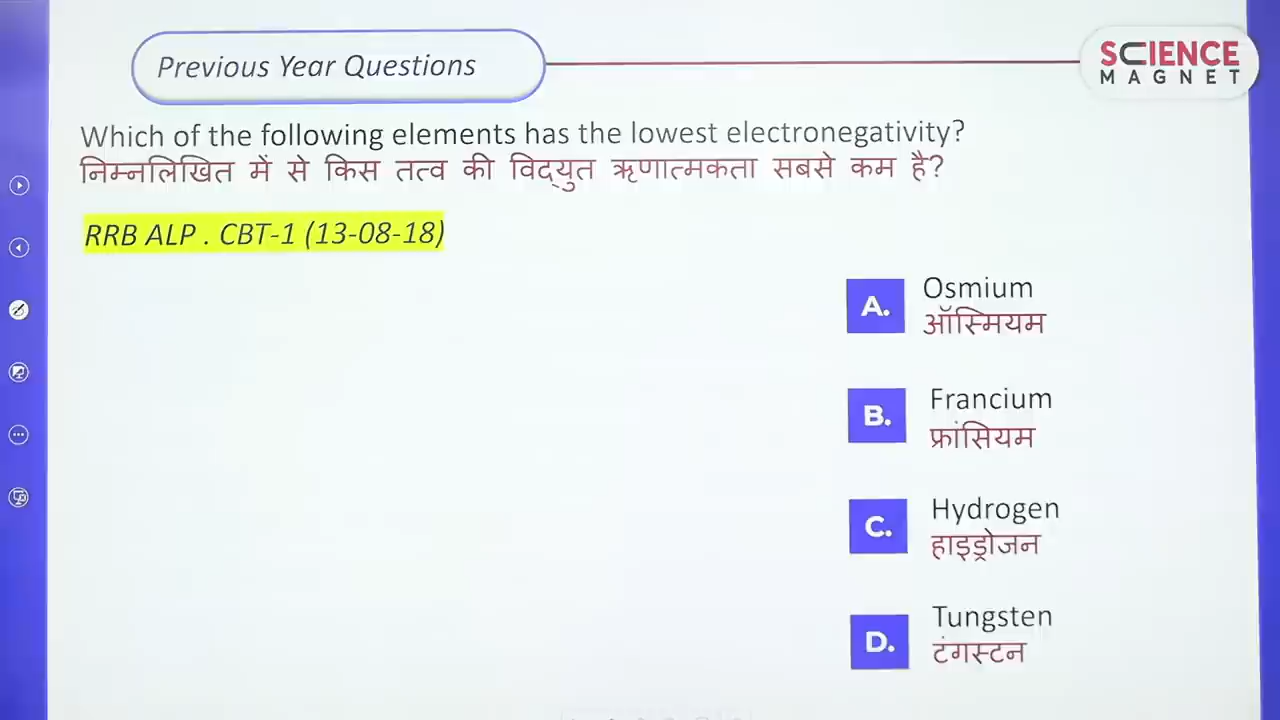 Previous Year Questions
SCIENCE
MAGNET
Which of the following elements has the lowest electronegativity?
निम्नलिखित में से किस तत्व की विद्युत ऋणात्मकता सबसे कम है?
RRB ALP . CBT-1 (13-08-18)
A. Osmium
ऑस्मियम
B. Francium
फ्रांसियम
C. Hydrogen
हाइड्रोजन
D. Tungsten
टंगस्टन